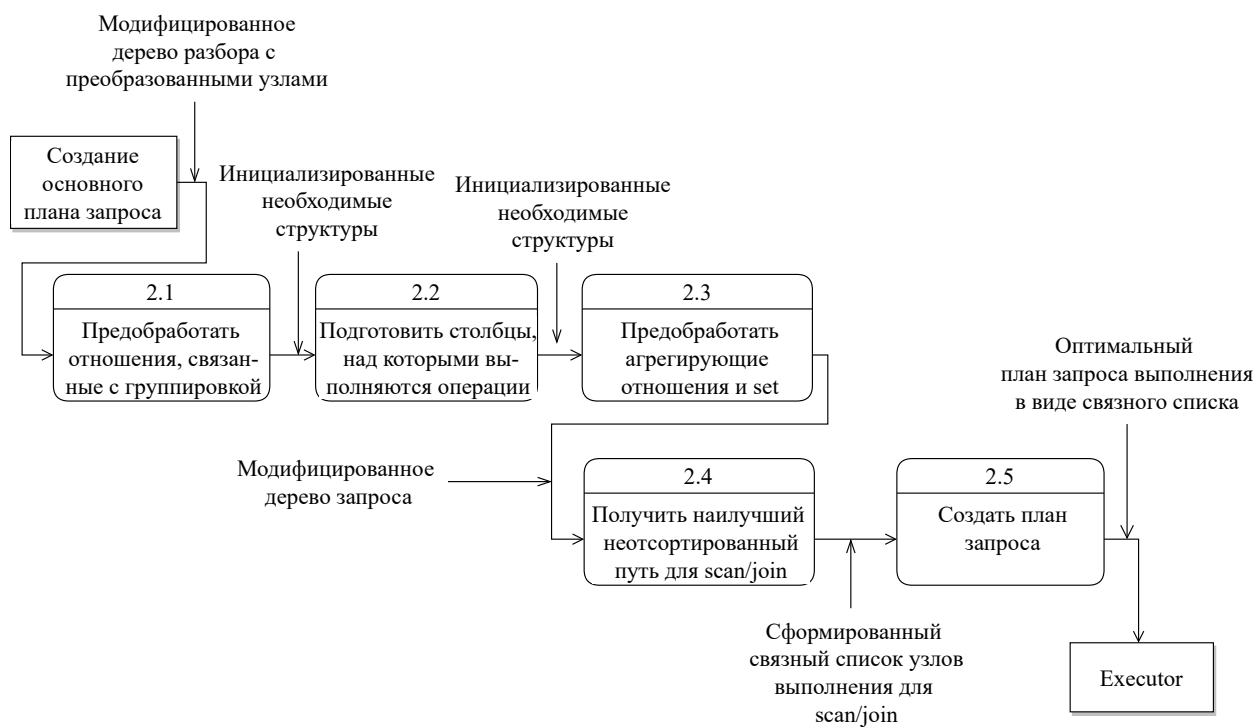 Модифицированное
дерево разбора с
преобразованными узлами
Создание
основного
плана запроса
Инициализированные
необходимые
структуры
Инициализированные
необходимые
структуры
2.1
Предобработать
отношения, связан-
ные с группировкой
2.2
Подготовить столбцы,
над которыми вы-
полняются операции
2.3
Предобработать
агрегирующие
отношения и set
Оптимальный
план запроса выполнения
в виде связного списка
Модифицированное
дерево запроса
2.4
Получить наилучший
неотсортированный
путь для scan/join
2.5
Создать план
запроса
Сформированный
связный список узлов
выполнения для
scan/join
Executor